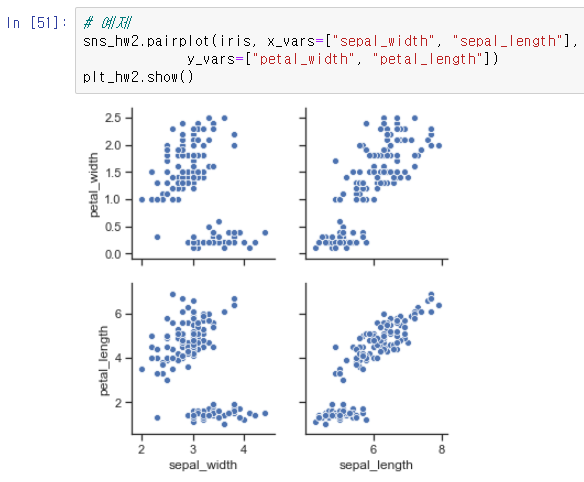 In [51]:
# 예제
sns_hw2.pairplot(iris, x_vars=["sepal_width", "sepal_length"],
y_vars=["petal_width", "petal_length"])
plt_hw2.show()
2.5
2.0
1.5
1.0
0.5
0.0
petal_width
6
4
2
petal_length
2 3 4
sepal_width
6 8
sepal_length